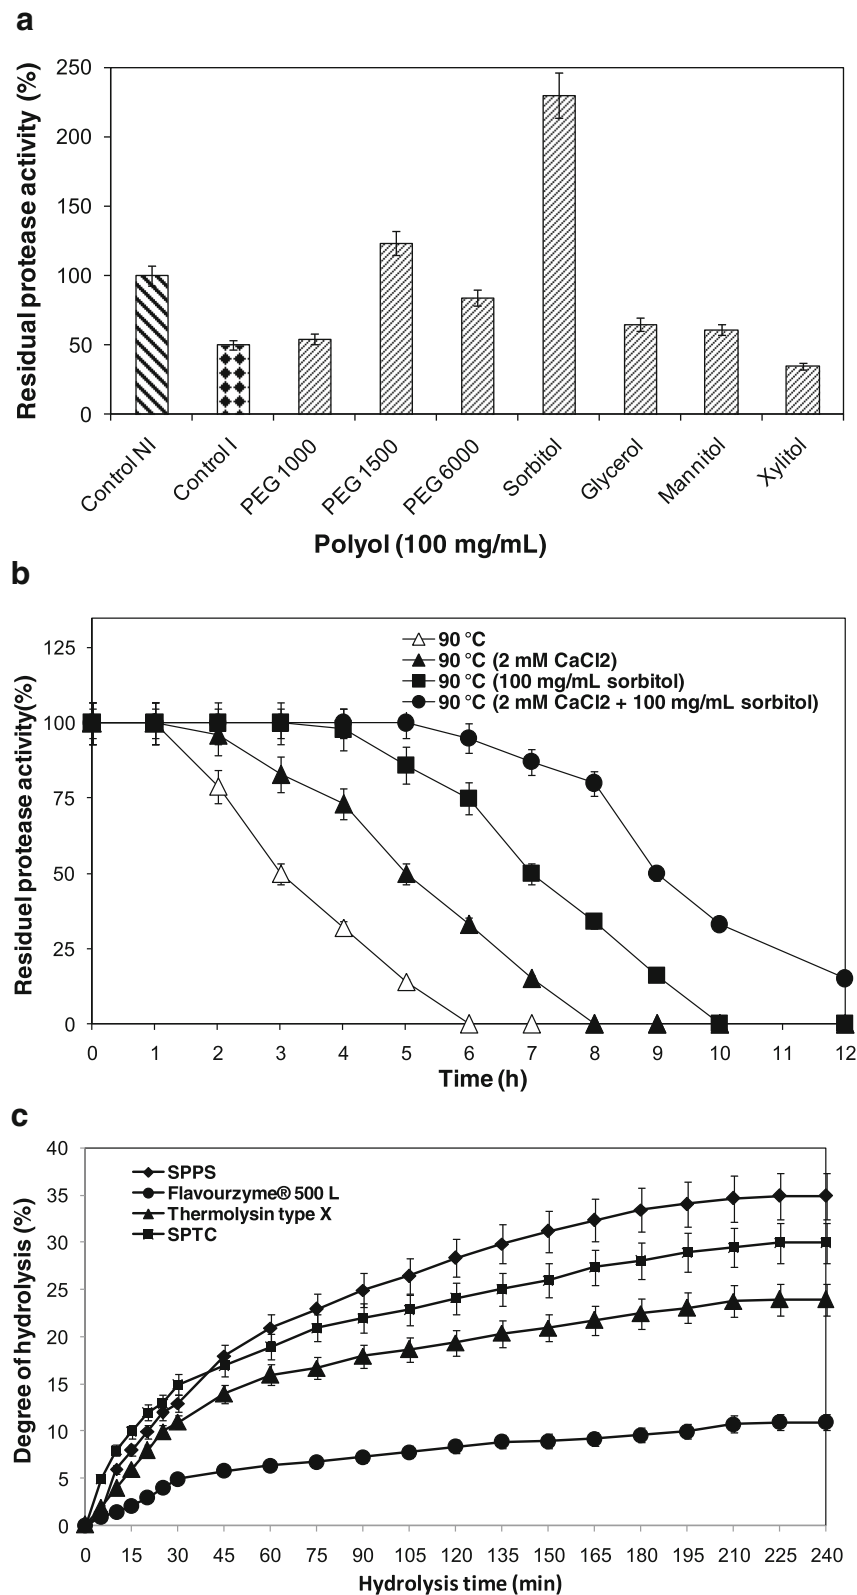 a
Residual protease activity (%)
250
200
150
100
50
0
Control NI
Control I
PEG 1000
PEG 1500
PEG 6000
Sorbitol
Glycerol
Mannitol
Xylitol
Polyol (100 mg/mL)
b
Residuel protease activity(%)
125
100
75
50
25
0
90 °C
90 °C (2 mM CaCl2)
90 °C (100 mg/mL sorbitol)
90 °C (2 mM CaCl2 + 100 mg/mL sorbitol)
0 1 2 3 4 5 6 7 8 9 10 11 12
Time (h)
c
Degree of hydrolysis (%)
40
35
30
25
20
15
10
5
0
SPPS
Flavourzyme® 500 L
Thermolysin type X
SPTC
0 15 30 45 60 75 90 105 120 135 150 165 180 195 210 225 240
Hydrolysis time (min)